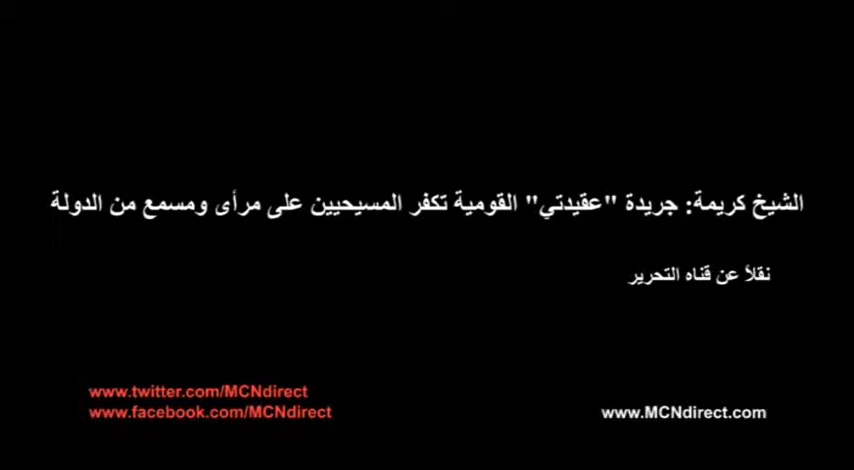 الشيخ كريمة: جريدة "عقيدتي" القومية تكفر المسيحيين على مرأى ومسمع من الدولة
نقلاً عن قناه التحرير
www.twitter.com/MCNdirect
www.facebook.com/MCNdirect
www.MCNdirect.com